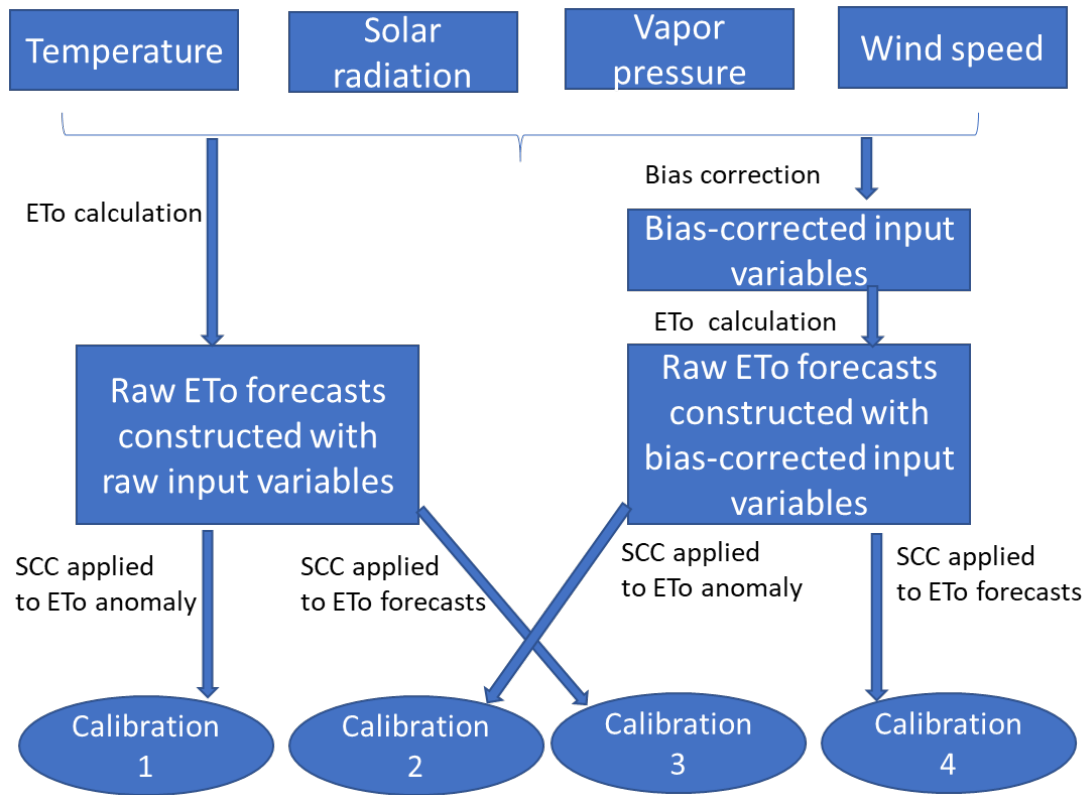 Temperature
Solar
radiation
Vapor
pressure
Wind speed
ETo calculation
Bias correction
Bias-corrected input
variables
ETo calculation
Raw ETo forecasts
constructed with
raw input variables
Raw ETo forecasts
constructed with
bias-corrected input
variables
SCC applied
to ETo anomaly
SCC applied
to ETo forecasts
SCC applied
to ETo anomaly
SCC applied
to ETo forecasts
Calibration
1
Calibration
2
Calibration
3
Calibration
4